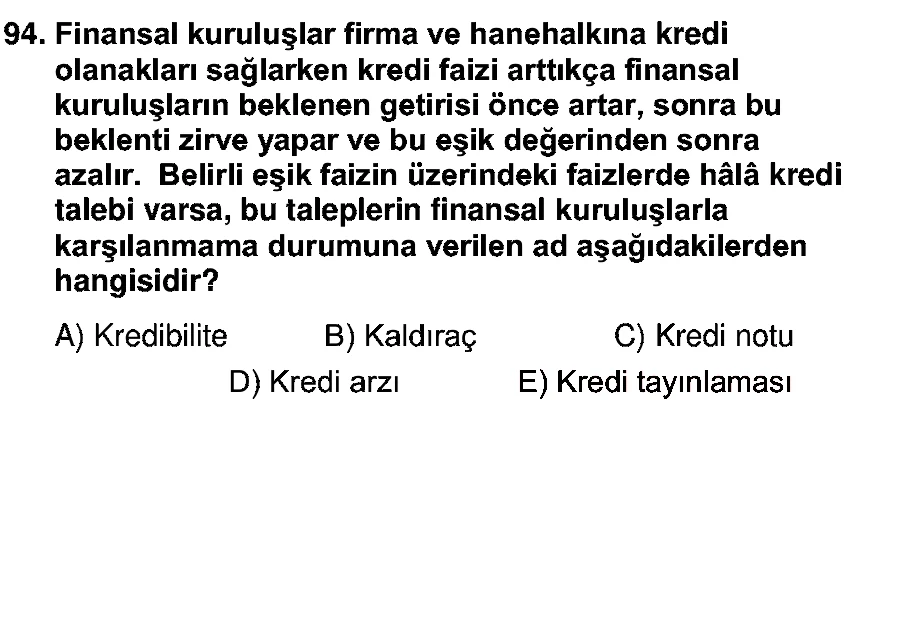 94. Finansal kuruluşlar firma ve hanehalkına kredi
olanakları sağlarken kredi faizi arttıkça finansal
kuruluşların beklenen getirisi önce artar, sonra bu
beklenti zirve yapar ve bu eşik değerinden sonra
azalır. Belirli eşik faizin üzerindeki faizlerde hâlâ kredi
talebi varsa, bu taleplerin finansal kuruluşlarla
karşılanmama durumuna verilen ad aşağıdakilerden
hangisidir?
A) Kredibilite B) Kaldıraç C) Kredi notu
D) Kredi arzı E) Kredi tayınlaması